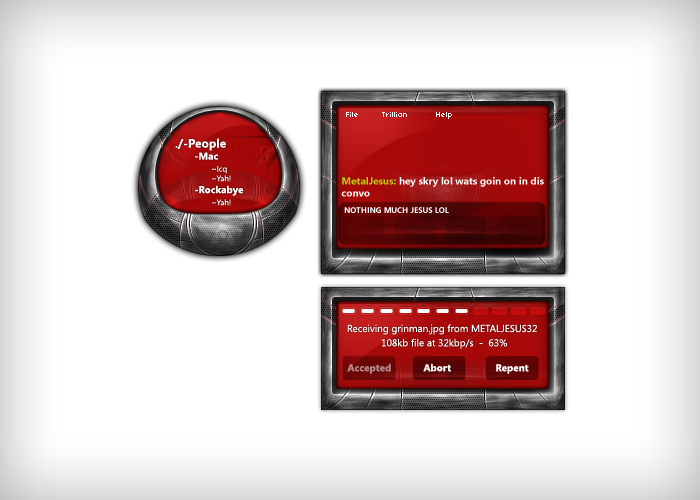 ./-People
-Mac
~Icq
~Yah!
-Rockabye
~Yah!
File Trillian Help
MetalJesus: hey skry lol wats goin on in dis
convo
NOTHING MUCH JESUS LOL
Receiving grinman.jpg from METALJESUS32
108kb file at 32kbp/s - 63%
Accepted Abort Repent